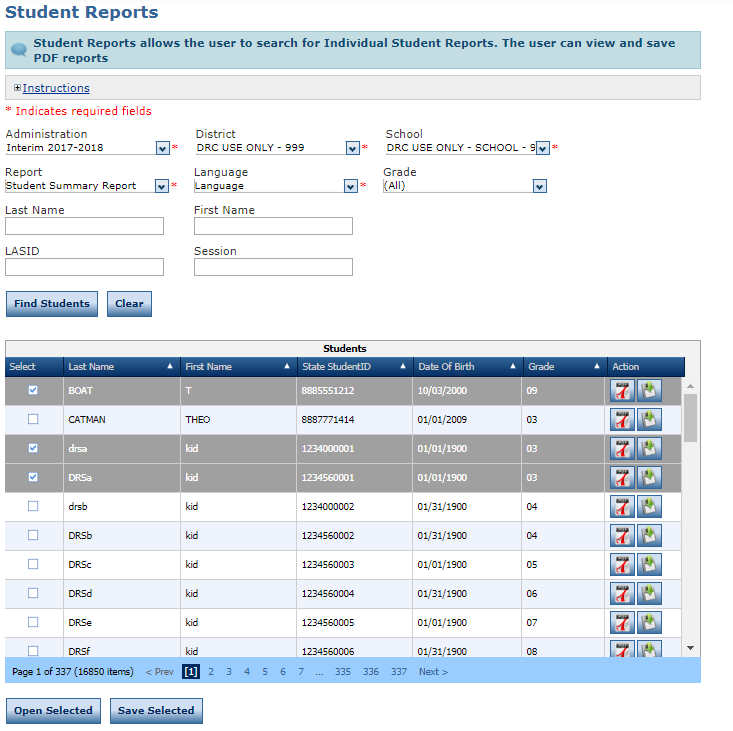 Student Reports
Student Reports allows the user to search for Individual Student Reports. The user can view and save
PDF reports
Instructions
* Indicates required fields
Administration District School
Interim 2017-2018 * DRC USE ONLY - 999 * DRC USE ONLY - SCHOOL - 9 *
Report Language Grade
Student Summary Report * Language * (All)
Last Name First Name
LASID Session
Find Students Clear
Students
Select Last Name First Name State StudentID Date Of Birth Grade Action
BOAT T 8885551212 10/03/2000 09
CATMAN THEO 8887771414 01/01/2009 03
drsa kid 1234000001 01/01/1900 03
DRSa kid 1234560001 01/01/1900 03
drsb kid 1234000002 01/31/1900 04
DRSb kid 1234560002 01/31/1900 04
DRSc kid 1234560003 01/01/1900 05
DRSd kid 1234560004 01/31/1900 06
DRSe kid 1234560005 01/01/1900 07
DRSf kid 1234560006 01/31/1900 08
Page 1 of 337 (16850 items) < Prev [1] 2 3 4 5 6 7 ... 335 336 337 Next >
Open Selected Save Selected